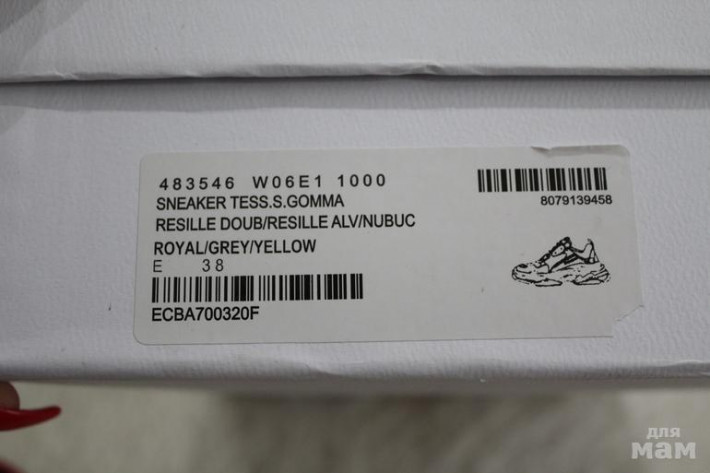 483546 W06E1 1000
SNEAKER TESS.S.GOMMA
RESILLE DOUB/RESILLE ALV/NUBUC
ROYAL/GREY/YELLOW
E 38
ECBA700320F
8079139458
для
мам